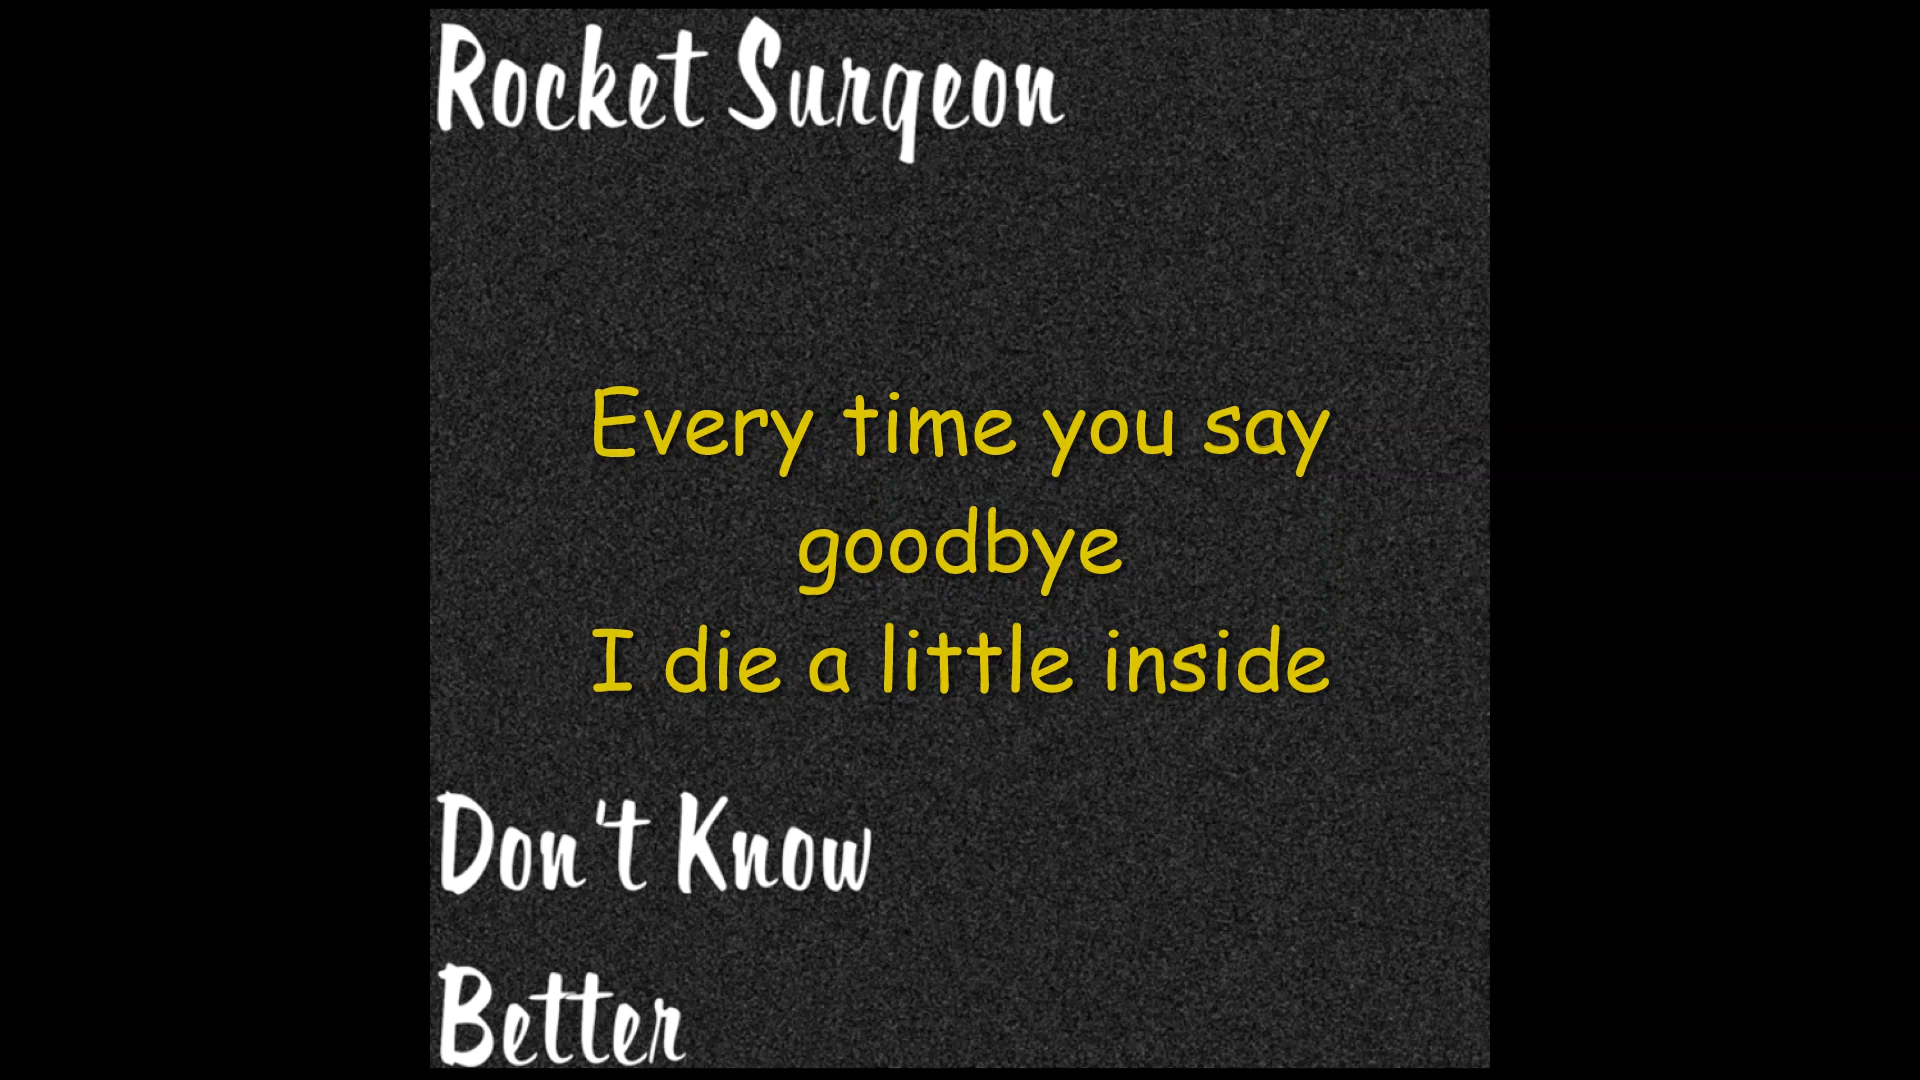 Rocket Surgeon
Every time you say
goodbye
I die a little inside
Don't Know
Better